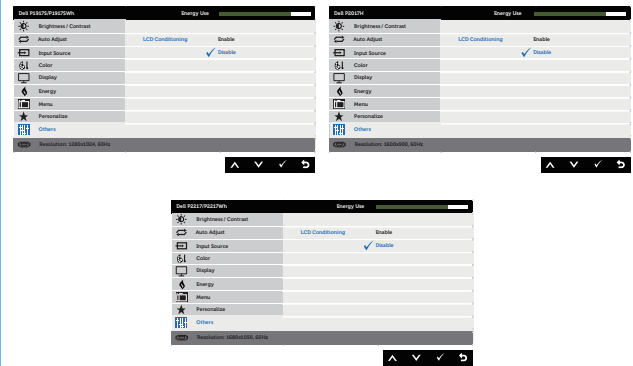 Dell P1917S/P1917SWh Energy Use
Brightness / Contrast
Auto Adjust LCD Conditioning Enable
Input Source Disable
Color
Display
Energy
Menu
Personalize
Others
Resolution: 1280x1024, 60Hz
Dell P2017H Energy Use
Brightness / Contrast
Auto Adjust LCD Conditioning Enable
Input Source Disable
Color
Display
Energy
Menu
Personalize
Others
Resolution: 1600x900, 60Hz
Dell P2217/P2217Wh Energy Use
Brightness / Contrast
Auto Adjust LCD Conditioning Enable
Input Source Disable
Color
Display
Energy
Menu
Personalize
Others
Resolution: 1680x1050, 60Hz